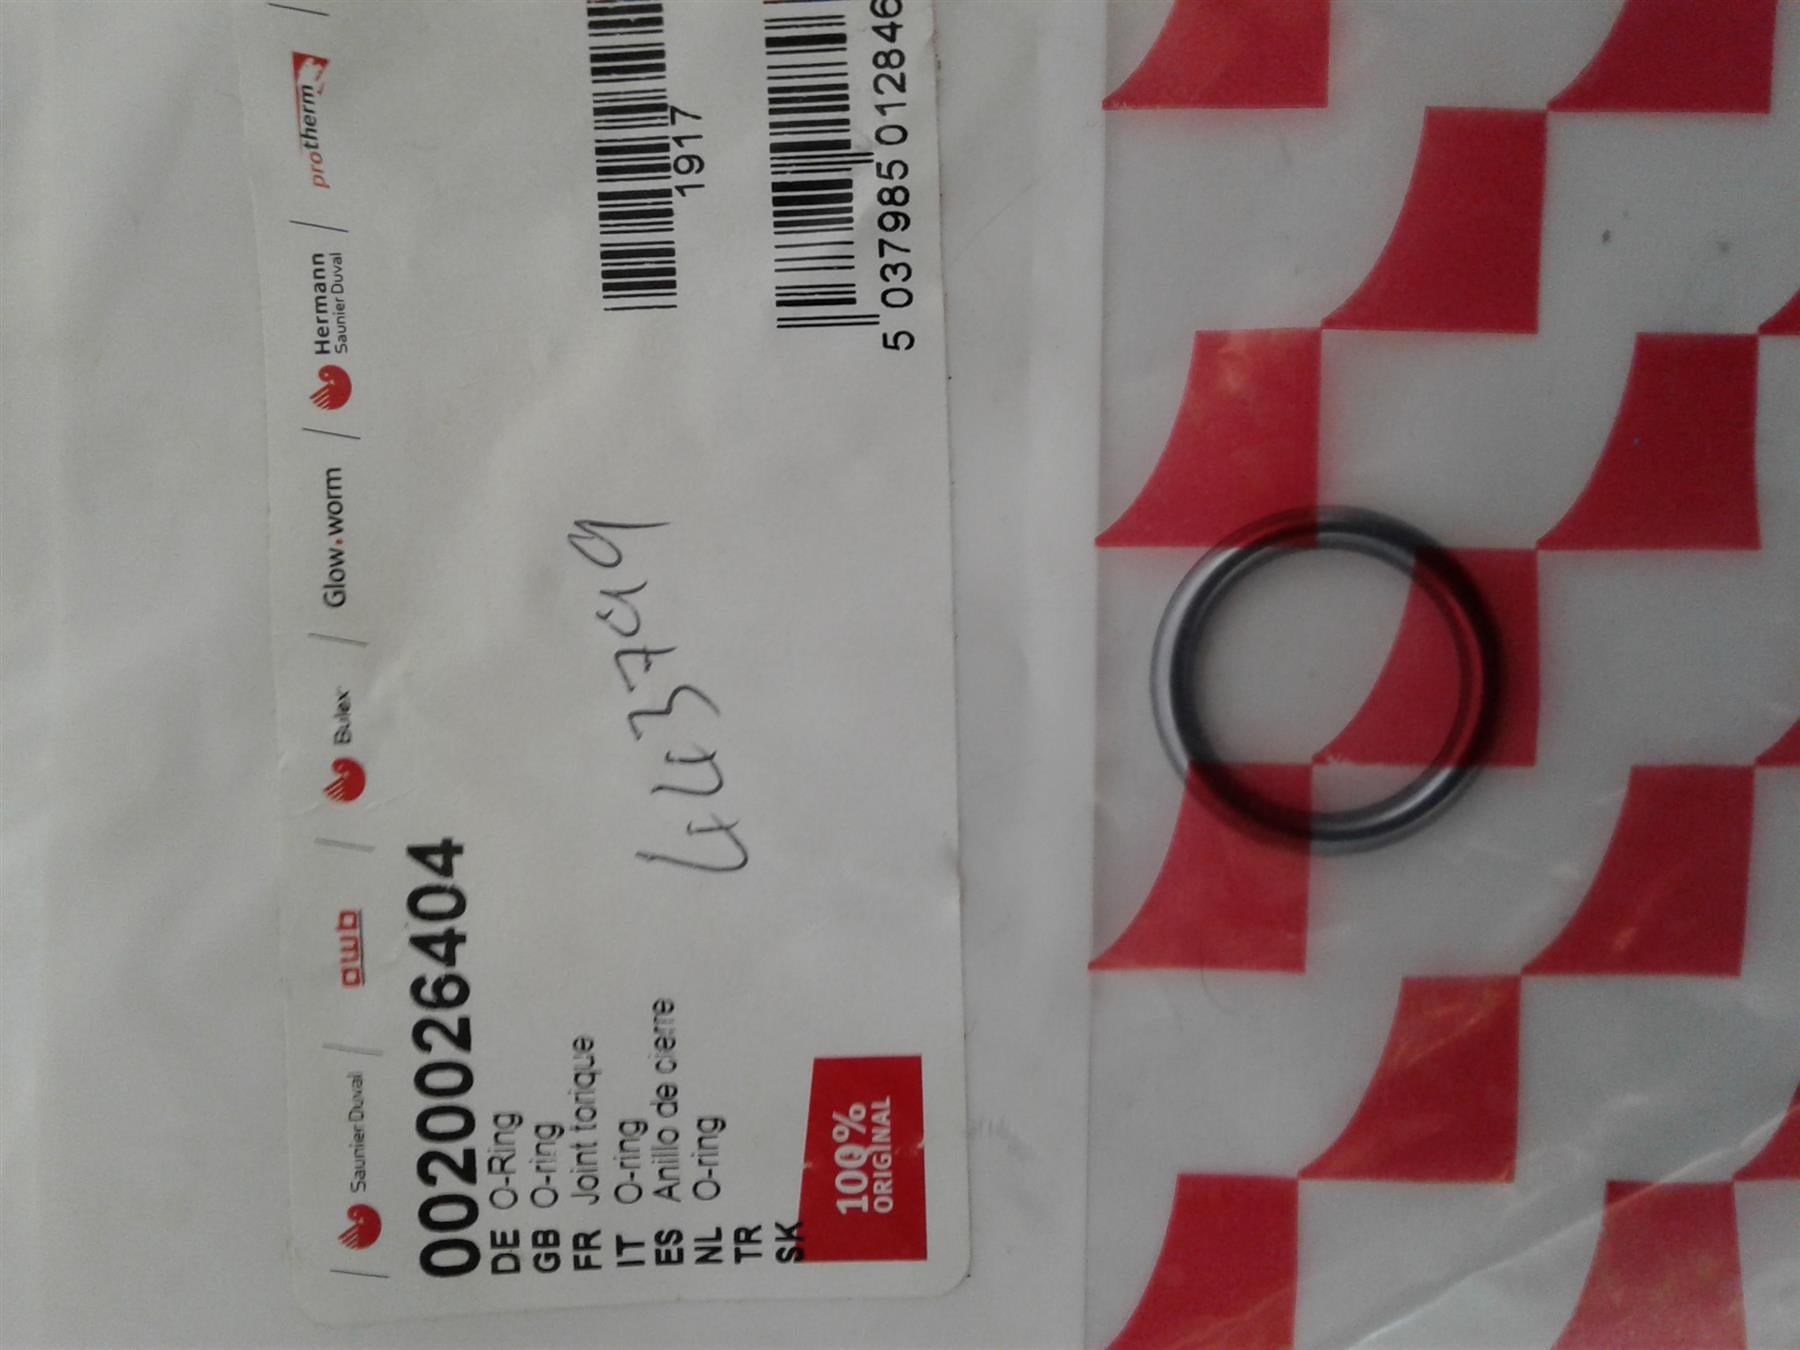 / Saunier Duval / awb / Bulex / Glow.worm / Hermann Saunier Duval / protherm /
0020026404
DE O-Ring
GB O-ring
FR Joint torique
IT O-ring
ES Anillo de cierre
NL O-ring
TR
SK
443799
1917
5 037985 012846
100%
ORIGINAL